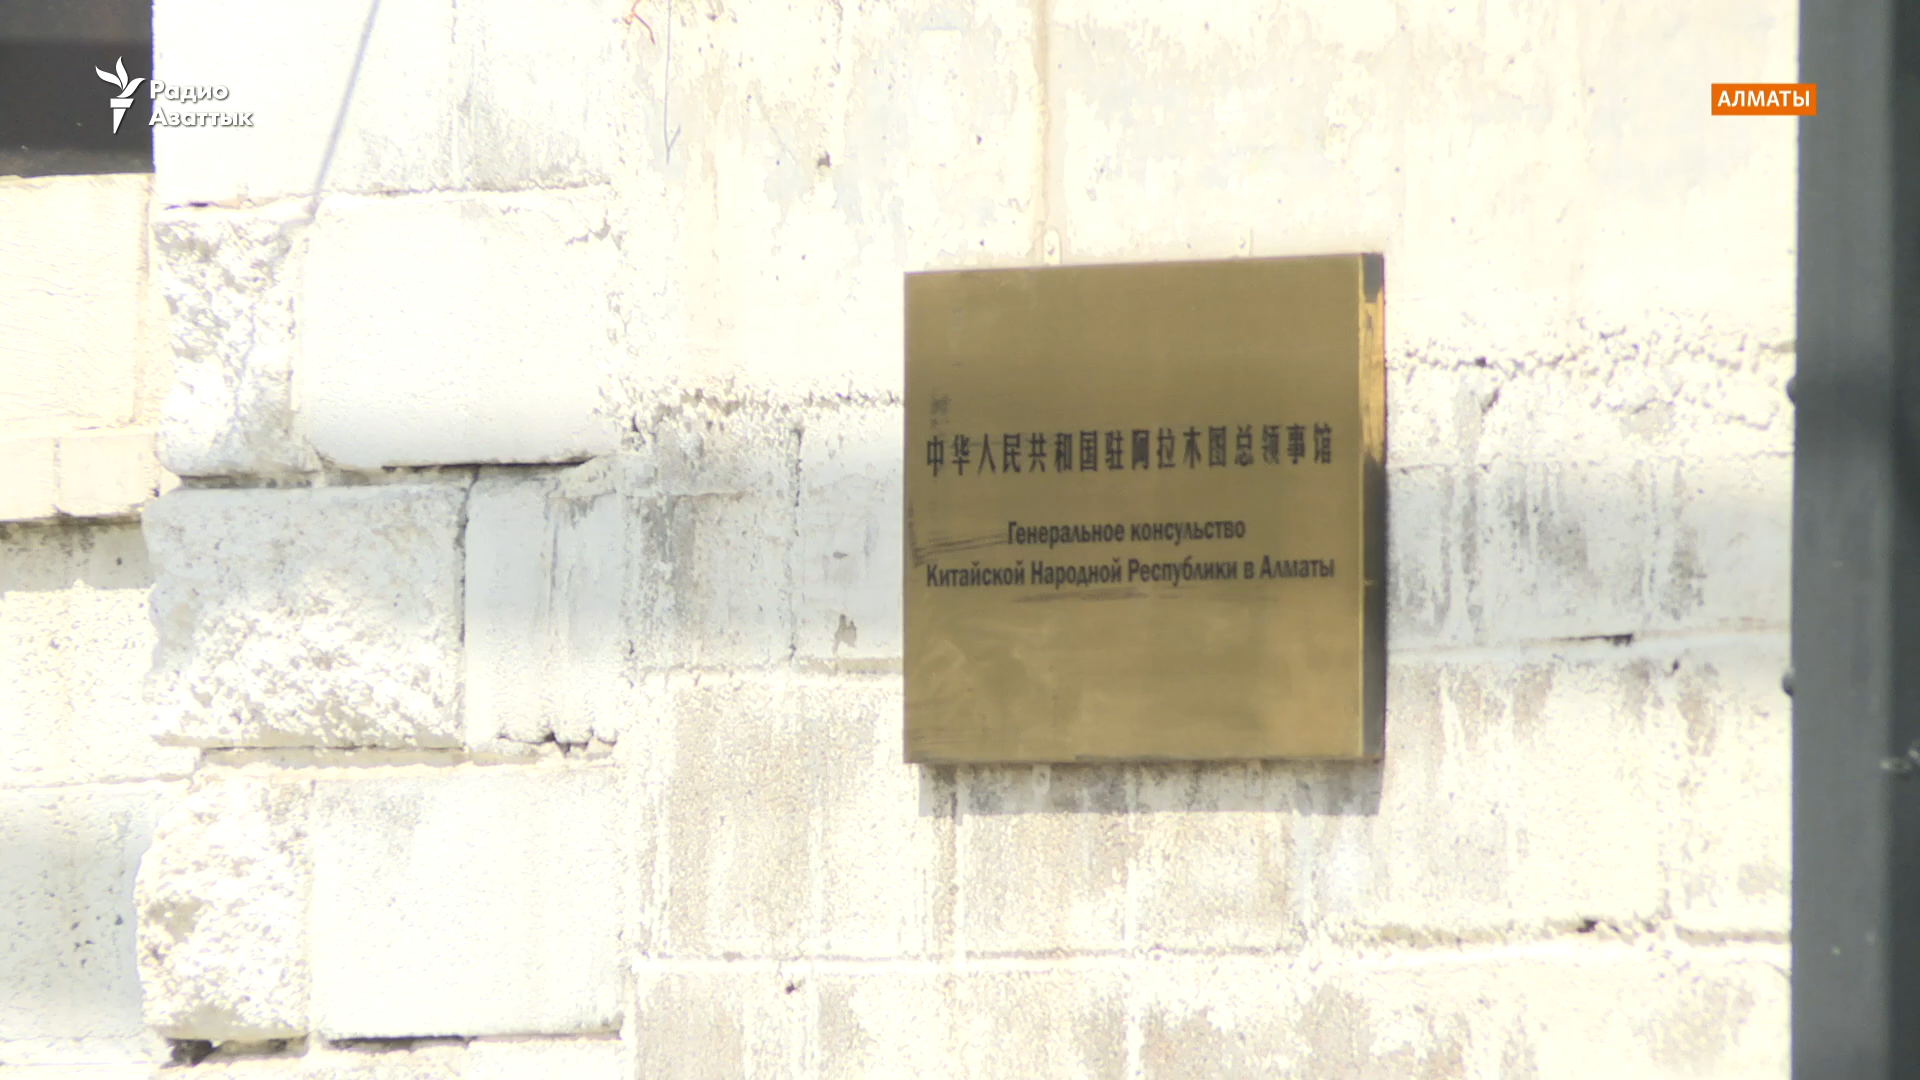 Радио
Азаттык
АЛМАТЫ
中华人民共和国驻阿拉木图总领事馆
Генеральное консульство
Китайской Народной Республики в Алматы